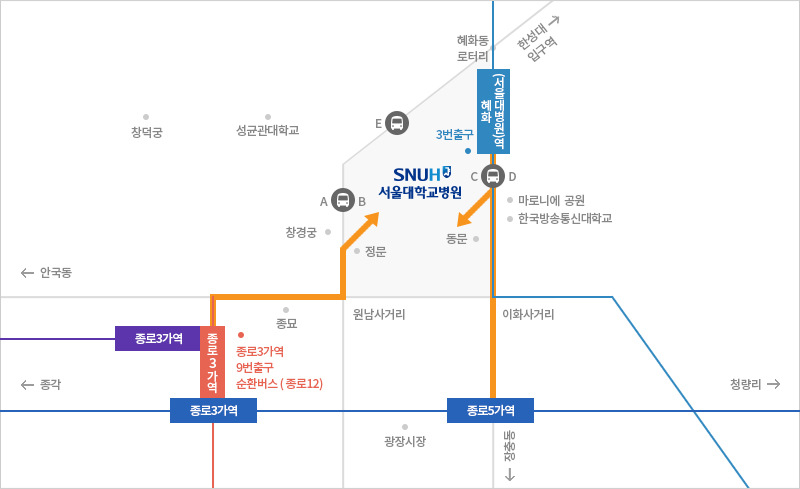 혜화동
로터리
한성대
입구역
혜화
(서울대병원)역
E
3번출구
창덕궁
성균관대학교
SNUH
서울대학교병원
C
D
A
B
마로니에 공원
한국방송통신대학교
창경궁
정문
동문
안국동
종묘
원남사거리
이화사거리
종로3가역
종로3가역
종로3가역
9번출구
순환버스 ( 종로12)
종각
청량리
종로3가역
종로5가역
광장시장
장충동